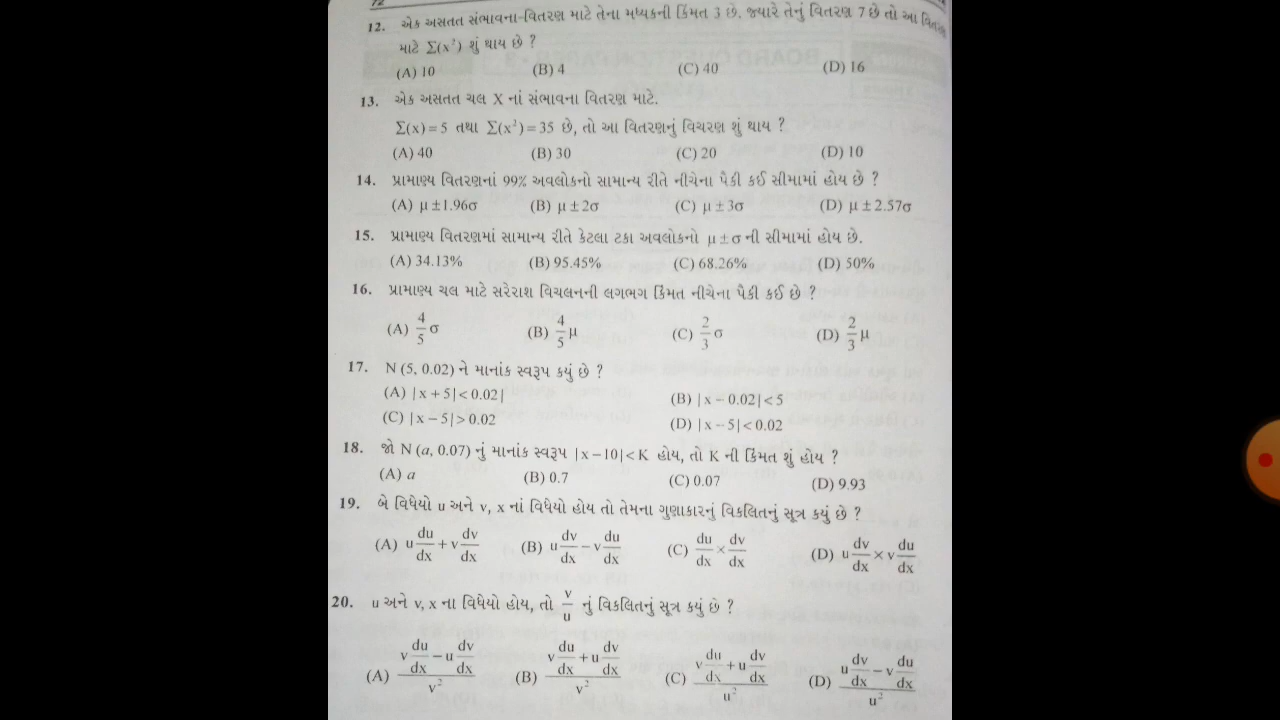 72
12. એક અસતત સંભાવના-વિતરણ માટે તેના મધ્યકની કિંમત 3 છે. જ્યારે તેનું વિતરણ 7 છે તો આ વિતરણ
માટે Σ(x²) શું થાય છે ?
(A) 10 (B) 4 (C) 40 (D) 16
13. એક અસતત ચલ X નાં સંભાવના વિતરણ માટે.
Σ(x) = 5 તથા Σ(x²) = 35 છે, તો આ વિતરણનું વિચરણ શું થાય ?
(A) 40 (B) 30 (C) 20 (D) 10
14. પ્રામાણ્ય વિતરણનાં 99% અવલોકનો સામાન્ય રીતે નીચેના પૈકી કઈ સીમામાં હોય છે ?
(A) μ ± 1.96σ (B) μ ± 2σ (C) μ ± 3σ (D) μ ± 2.57σ
15. પ્રામાણ્ય વિતરણમાં સામાન્ય રીતે કેટલા ટકા અવલોકનો μ ± σ ની સીમામાં હોય છે.
(A) 34.13% (B) 95.45% (C) 68.26% (D) 50%
16. પ્રામાણ્ય ચલ માટે સરેરાશ વિચલનની લગભગ કિંમત નીચેના પૈકી કઈ છે ?
(A) 4/5 σ (B) 4/5 μ (C) 2/3 σ (D) 2/3 μ
17. N (5, 0.02) ને માનાંક સ્વરૂપ કયું છે ?
(A) | x + 5 | < 0.02 | (B) | x − 0.02 | < 5
(C) | x − 5 | > 0.02 (D) | x − 5 | < 0.02
18. જો N (a, 0.07) નું માનાંક સ્વરૂપ | x − 10 | < K હોય, તો K ની કિંમત શું હોય ?
(A) a (B) 0.7 (C) 0.07 (D) 9.93
19. બે વિધેયો u અને v, x નાં વિધેયો હોય તો તેમના ગુણાકારનું વિકલિતનું સૂત્ર કયું છે ?
(A) u du/dx + v dv/dx (B) u dv/dx − v du/dx (C) du/dx × dv/dx (D) u dv/dx × v du/dx
20. u અને v, x ના વિધેયો હોય, તો v/u નું વિકલિતનું સૂત્ર કયું છે ?
(A) (v du/dx − u dv/dx)/v² (B) (v du/dx + u dv/dx)/v² (C) (v du/dx + u dv/dx)/u² (D) (u dv/dx − v du/dx)/u²